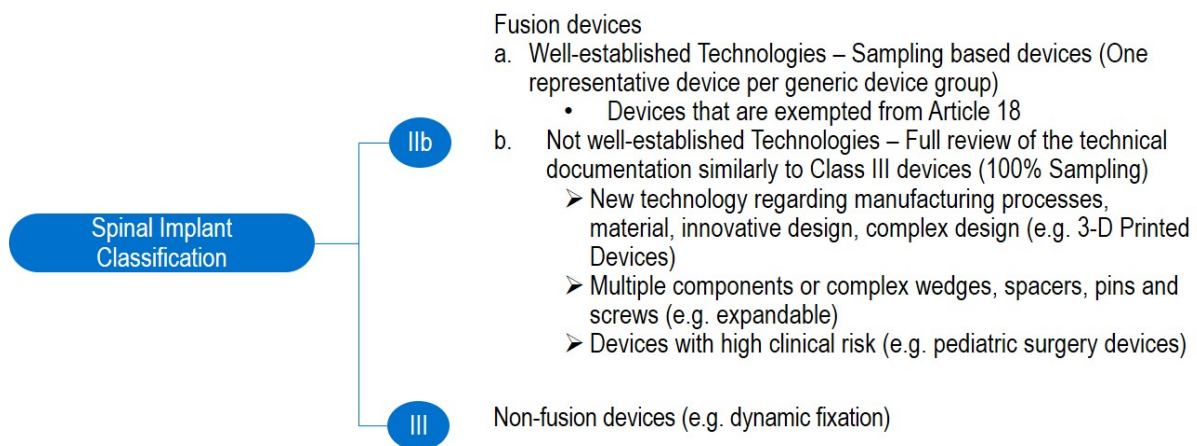 Spinal Implant
Classification
IIb
Fusion devices
a. Well-established Technologies – Sampling based devices (One
representative device per generic device group)
• Devices that are exempted from Article 18
b. Not well-established Technologies – Full review of the technical
documentation similarly to Class III devices (100% Sampling)
➢ New technology regarding manufacturing processes,
material, innovative design, complex design (e.g. 3-D Printed
Devices)
➢ Multiple components or complex wedges, spacers, pins and
screws (e.g. expandable)
➢ Devices with high clinical risk (e.g. pediatric surgery devices)
III
Non-fusion devices (e.g. dynamic fixation)